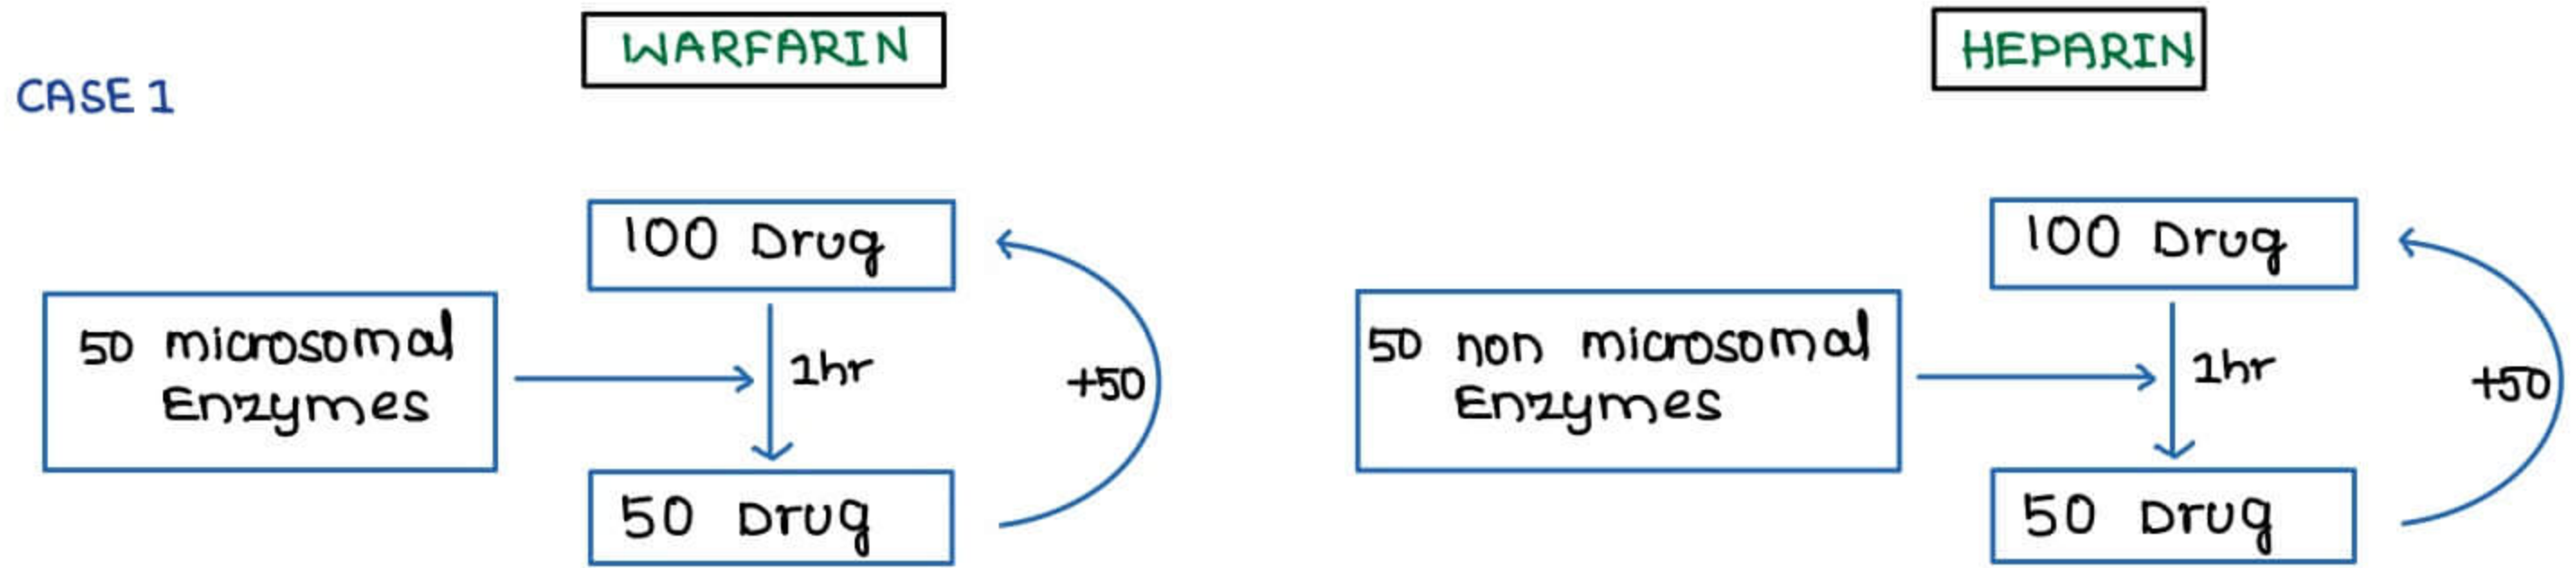 WARFARIN
HEPARIN
CASE 1
100 Drug
50 microsomal
Enzymes
1hr
+50
50 Drug
100 Drug
50 non microsomal
Enzymes
1hr
+50
50 Drug